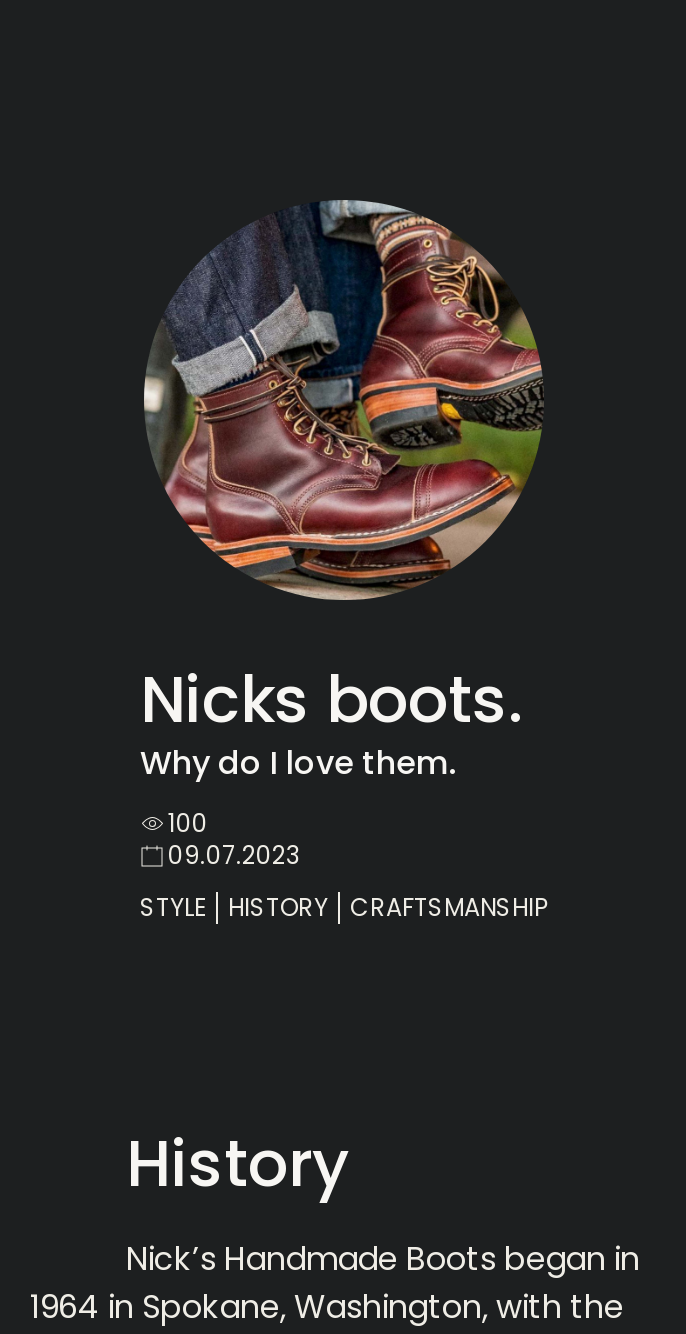 Nicks boots.
Why do I love them.
100
09.07.2023
STYLE | HISTORY | CRAFTSMANSHIP
History
Nick’s Handmade Boots began in
1964 in Spokane, Washington, with the